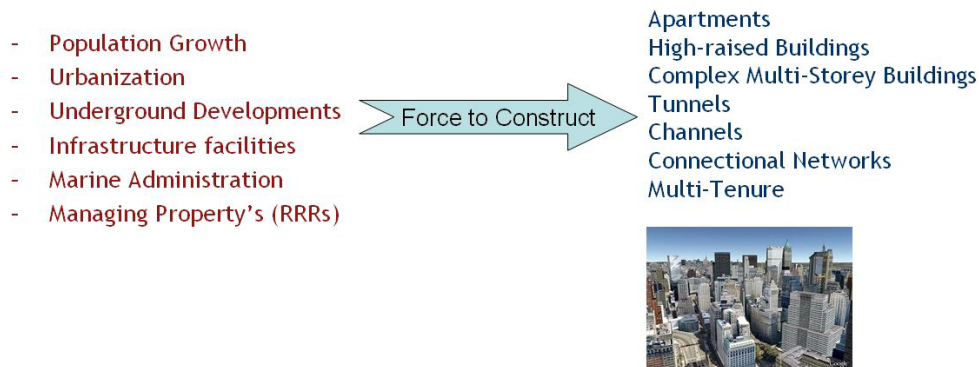 - Population Growth
- Urbanization
- Underground Developments
- Infrastructure facilities
- Marine Administration
- Managing Property's (RRRs)
Force to Construct
Apartments
High-raised Buildings
Complex Multi-Storey Buildings
Tunnels
Channels
Connectional Networks
Multi-Tenure
Google